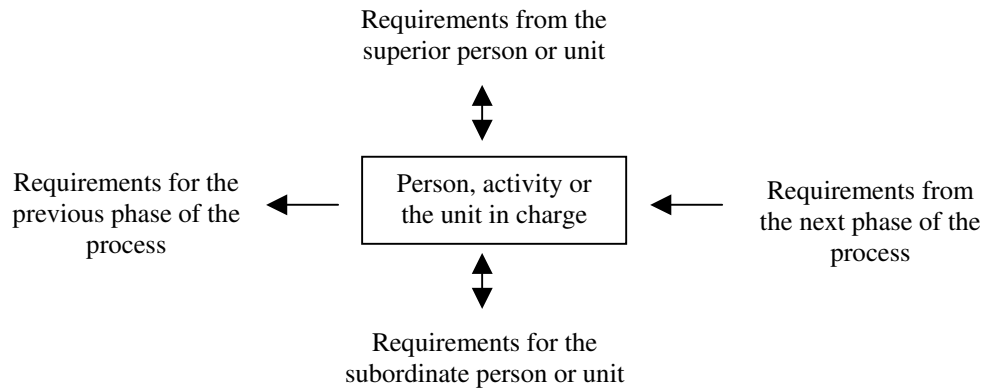 Requirements from the
superior person or unit
Requirements for the
previous phase of the
process
Person, activity or
the unit in charge
Requirements from
the next phase of the
process
Requirements for the
subordinate person or unit